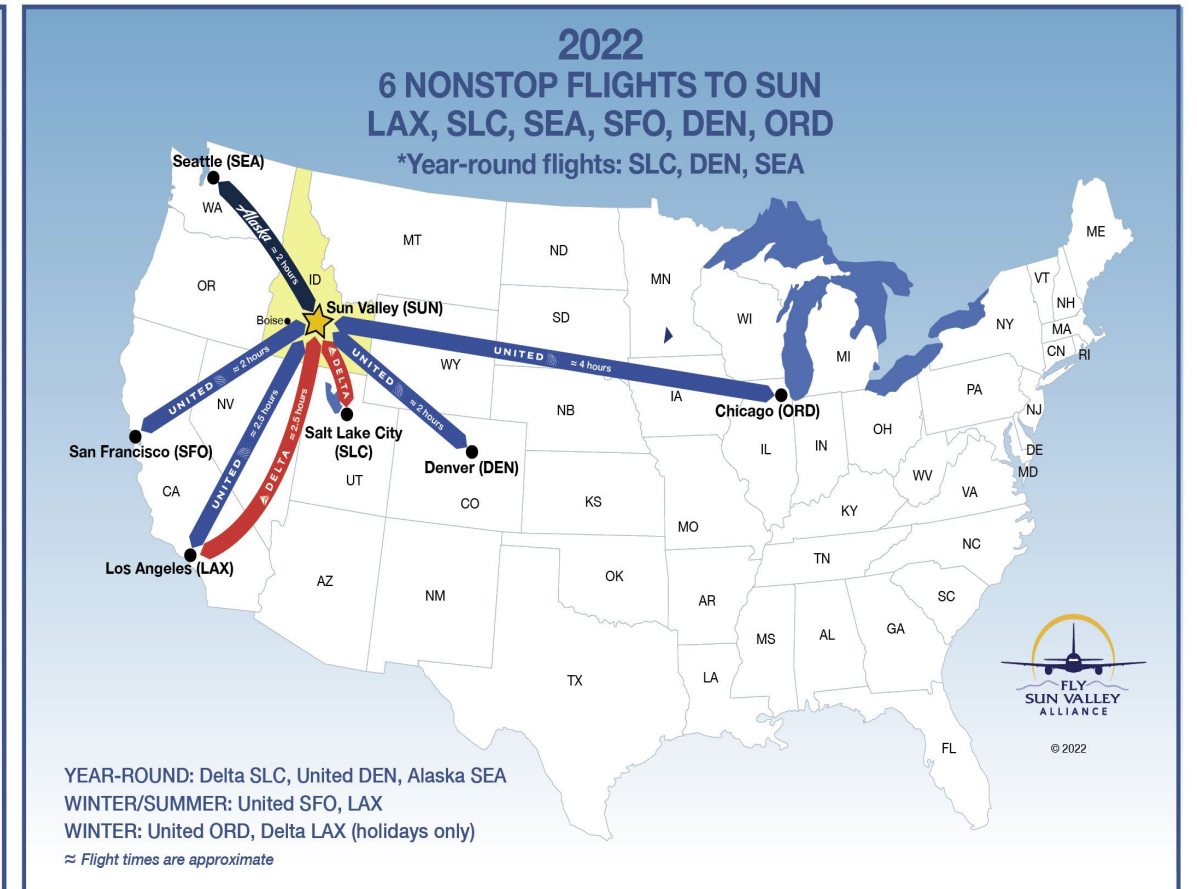 2022
6 NONSTOP FLIGHTS TO SUN
LAX, SLC, SEA, SFO, DEN, ORD
*Year-round flights: SLC, DEN, SEA
Seattle (SEA)
WA
Alaska ≈ 2 hours
MT
ND
MN
ME
VT
NH
OR
ID
Sun Valley (SUN)
Boise
SD
WI
NY
MA
CN
RI
MI
UNITED ≈ 4 hours
UNITED ≈ 2 hours
DELTA
UNITED ≈ 2 hours
WY
NV
NB
IA
Chicago (ORD)
PA
NJ
San Francisco (SFO)
Salt Lake City
(SLC)
Denver (DEN)
IL
IN
OH
DE
MD
WV
VA
CA
UT
CO
KS
MO
KY
UNITED ≈ 2.5 hours
DELTA ≈ 2.5 hours
Los Angeles (LAX)
AZ
NM
OK
TN
NC
AR
SC
MS
AL
GA
TX
LA
FL
FLY
SUN VALLEY
ALLIANCE
© 2022
YEAR-ROUND: Delta SLC, United DEN, Alaska SEA
WINTER/SUMMER: United SFO, LAX
WINTER: United ORD, Delta LAX (holidays only)
≈ Flight times are approximate